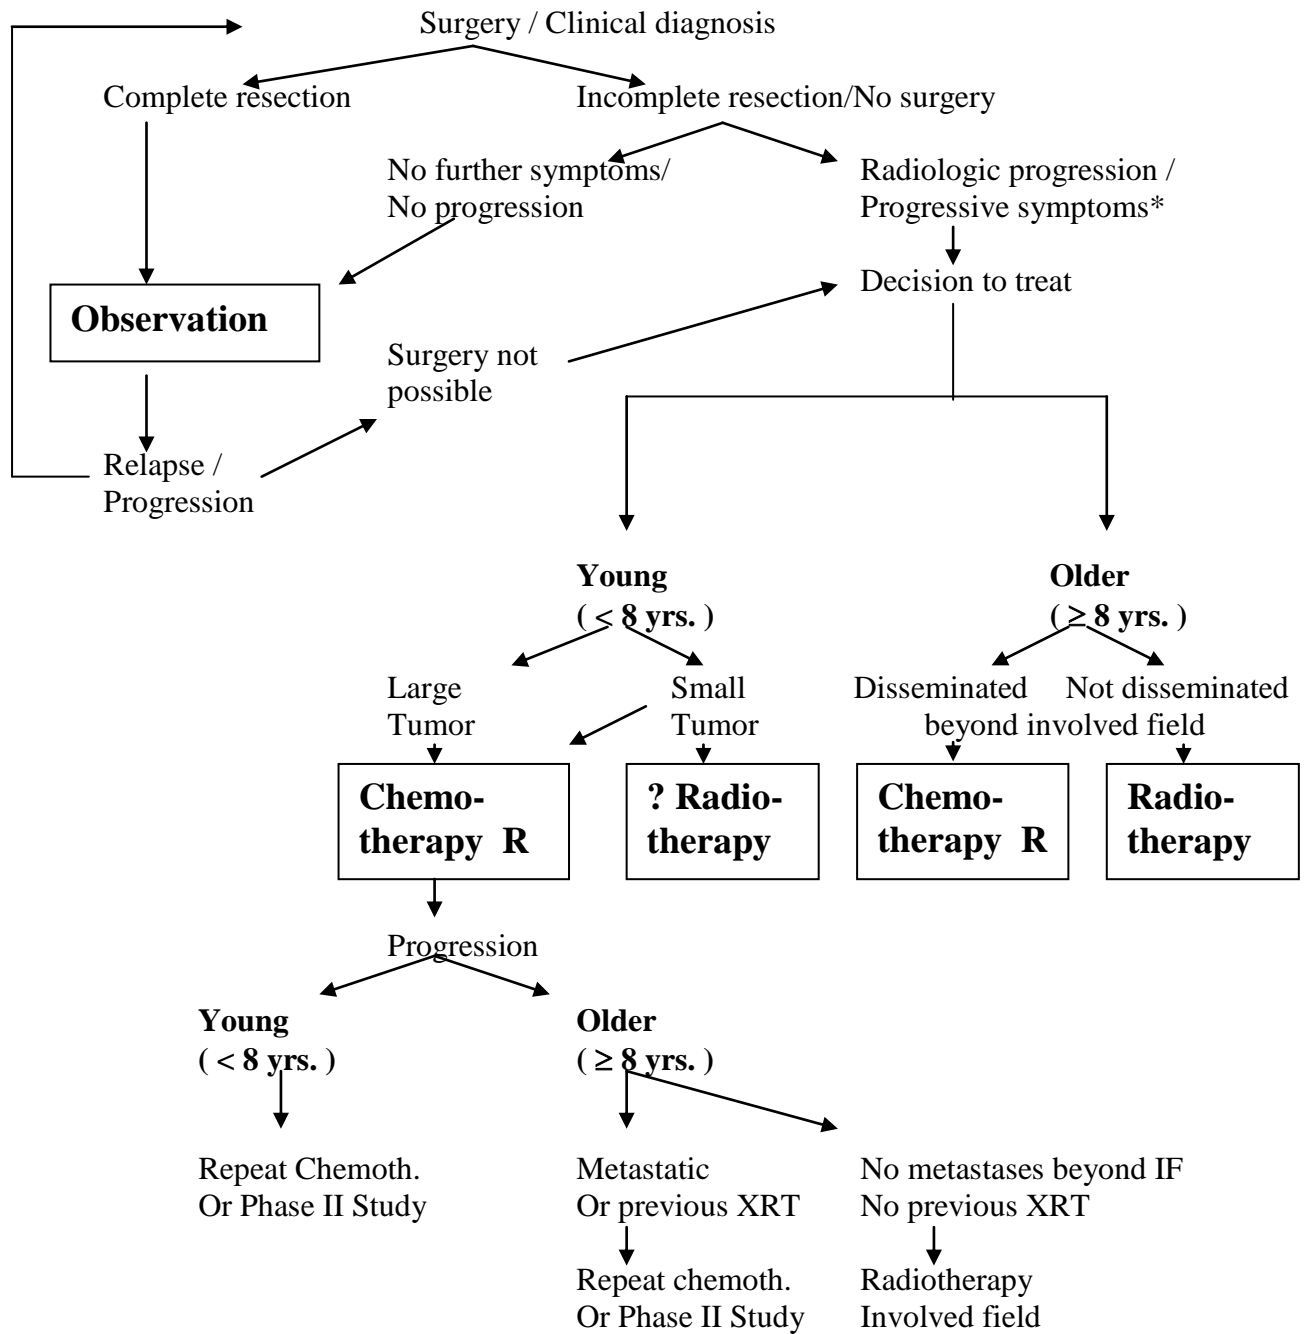 Surgery / Clinical diagnosis
Complete resection
Incomplete resection/No surgery
No further symptoms/
No progression
Radiologic progression /
Progressive symptoms*
Decision to treat
Observation
Surgery not
possible
Relapse /
Progression
Young
( < 8 yrs. )
Older
( ≥ 8 yrs. )
Large
Tumor
Small
Tumor
Disseminated Not disseminated
beyond involved field
Chemo-
therapy R
? Radio-
therapy
Chemo-
therapy R
Radio-
therapy
Progression
Young
( < 8 yrs. )
Older
( ≥ 8 yrs. )
Repeat Chemoth.
Or Phase II Study
Metastatic
Or previous XRT
No metastases beyond IF
No previous XRT
Repeat chemoth.
Or Phase II Study
Radiotherapy
Involved field